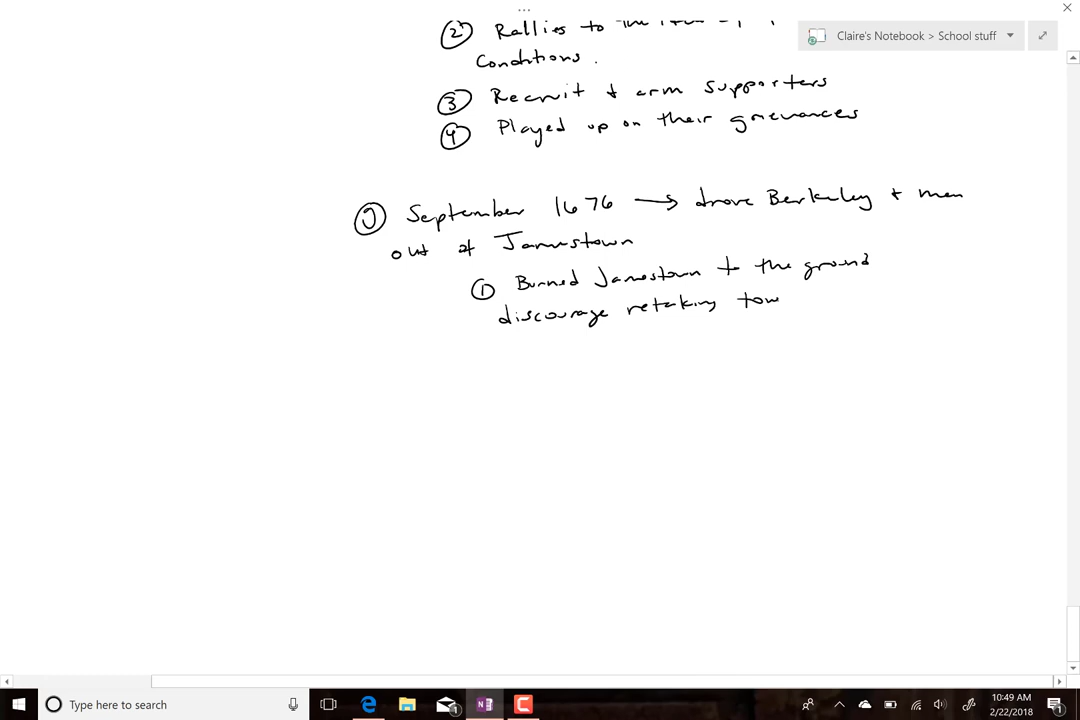 ② Rallies to the
conditions.
③ Recruit + arm supporters
④ Played up on their grievances
Claire's Notebook > School stuff
⑨ September 1676 → drove Berkeley + men
out of Jamestown
① Burned Jamestown to the ground
discourage retaking tow
Type here to search
10:49 AM
2/22/2018